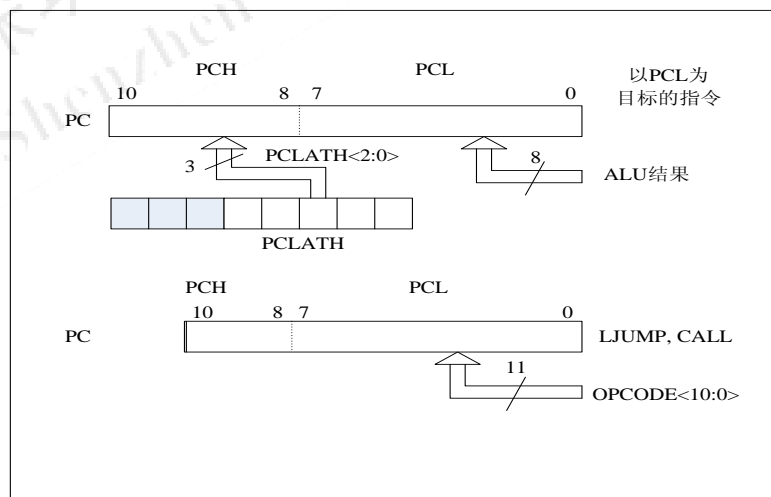 shenzhen
PCH PCL
10 8 7 0
以PCL为
目标的指令
PC
3 PCLATH<2:0>
8
ALU结果
PCLATH
PCH PCL
10 8 7 0
PC
LJUMP, CALL
11
OPCODE<10:0>